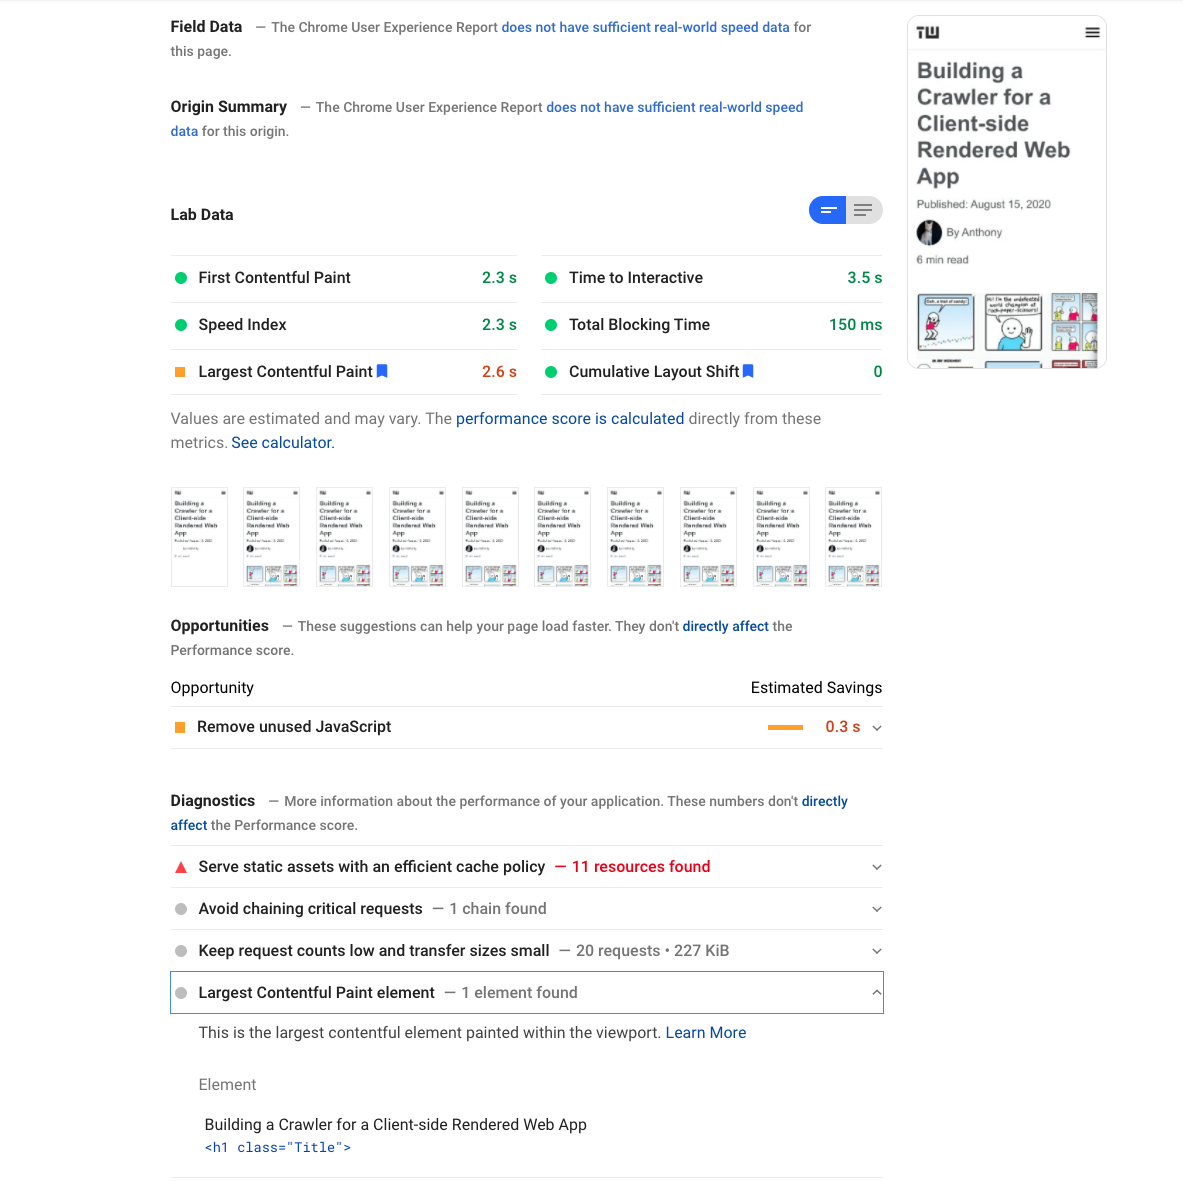 Field Data — The Chrome User Experience Report does not have sufficient real-world speed data for
this page.
Origin Summary — The Chrome User Experience Report does not have sufficient real-world speed
data for this origin.
TW
Building a
Crawler for a
Client-side
Rendered Web
App
Published: August 15, 2020
By Anthony
6 min read
Lab Data
First Contentful Paint 2.3 s
Time to Interactive 3.5 s
Speed Index 2.3 s
Total Blocking Time 150 ms
Largest Contentful Paint 2.6 s
Cumulative Layout Shift 0
Values are estimated and may vary. The performance score is calculated directly from these
metrics. See calculator.
Opportunities — These suggestions can help your page load faster. They don't directly affect the
Performance score.
Opportunity Estimated Savings
Remove unused JavaScript 0.3 s
Diagnostics — More information about the performance of your application. These numbers don't directly
affect the Performance score.
Serve static assets with an efficient cache policy — 11 resources found
Avoid chaining critical requests — 1 chain found
Keep request counts low and transfer sizes small — 20 requests • 227 KiB
Largest Contentful Paint element — 1 element found
This is the largest contentful element painted within the viewport. Learn More
Element
Building a Crawler for a Client-side Rendered Web App
<h1 class="Title">